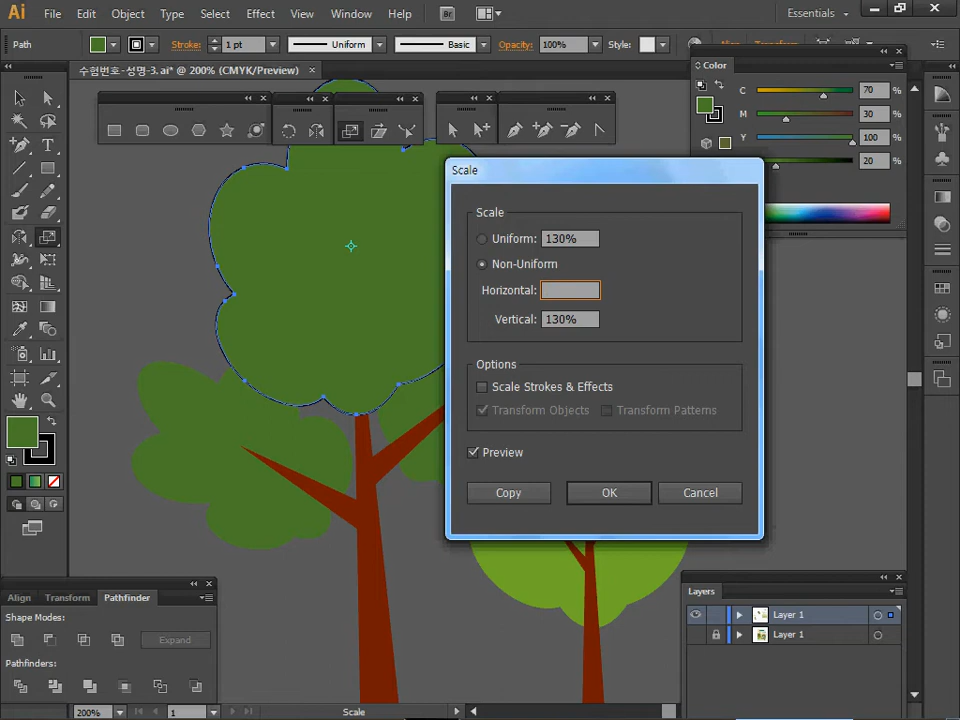 Ai File Edit Object Type Select Effect View Window Help Br Essentials
Path Stroke: 1 pt Uniform Basic Opacity: 100% Style: Align Transform
수험번호-성명-3.ai* @ 200% (CMYK/Preview)
Color
C 70 %
M 30 %
Y 100 %
20 %
Scale
Scale
Uniform: 130%
Non-Uniform
Horizontal:
Vertical: 130%
Options
Scale Strokes & Effects
Transform Objects Transform Patterns
Preview
Copy OK Cancel
Align Transform Pathfinder
Shape Modes:
Expand
Pathfinders:
Layers
Layer 1
Layer 1
200% 1 Scale